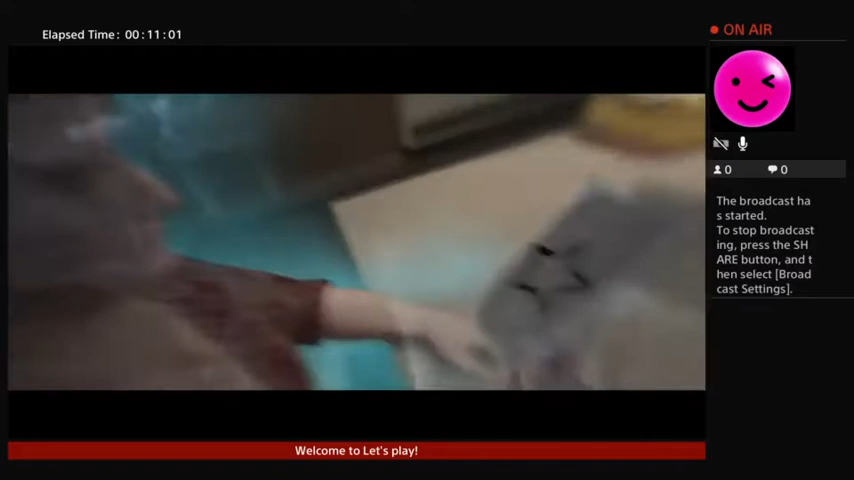 Elapsed Time: 00:11:01
ON AIR
0 0
The broadcast ha
s started.
To stop broadcast
ing, press the SH
ARE button, and t
hen select [Broad
cast Settings].
Welcome to Let's play!